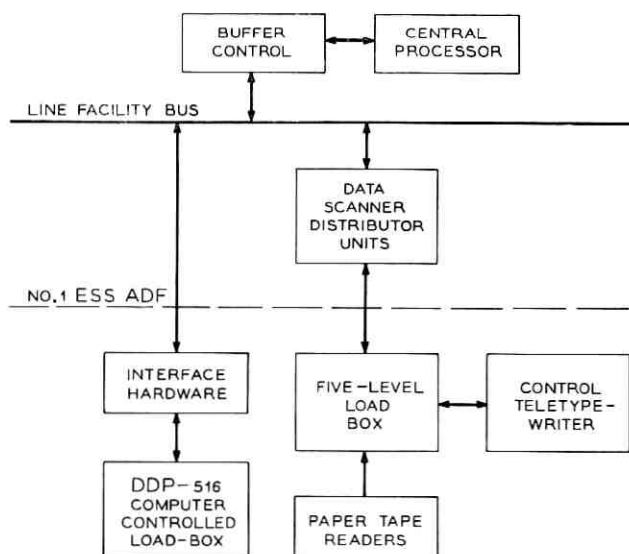 BUFFER
CONTROL
CENTRAL
PROCESSOR
LINE FACILITY BUS
DATA
SCANNER
DISTRIBUTOR
UNITS
NO.1 ESS ADF
INTERFACE
HARDWARE
FIVE-LEVEL
LOAD
BOX
CONTROL
TELETYPE-
WRITER
DDP-516
COMPUTER
CONTROLLED
LOAD-BOX
PAPER TAPE
READERS